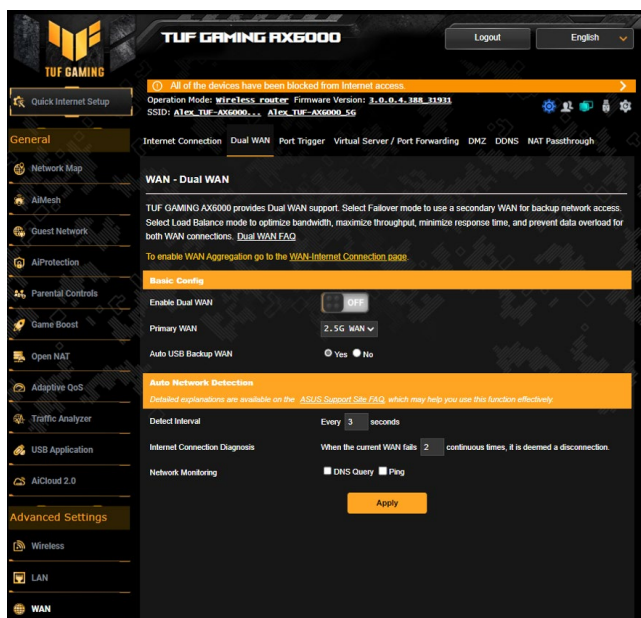 TUF GAMING
TUF GAMING AX6000
Logout
English
All of the devices have been blocked from Internet access.
Quick Internet Setup
Operation Mode: Wireless router Firmware Version: 3.0.0.4.388_31931
SSID: Alex_TUF-AX6000... Alex_TUF-AX6000_5G
General
Internet Connection Dual WAN Port Trigger Virtual Server / Port Forwarding DMZ DDNS NAT Passthrough
Network Map
AiMesh
Guest Network
AiProtection
Parental Controls
Game Boost
Open NAT
Adaptive QoS
Traffic Analyzer
USB Application
AiCloud 2.0
Advanced Settings
Wireless
LAN
WAN
WAN - Dual WAN
TUF GAMING AX6000 provides Dual WAN support. Select Failover mode to use a secondary WAN for backup network access.
Select Load Balance mode to optimize bandwidth, maximize throughput, minimize response time, and prevent data overload for
both WAN connections. Dual WAN FAQ
To enable WAN Aggregation go to the WAN-Internet Connection page.
Basic Config
Enable Dual WAN OFF
Primary WAN 2.5G WAN
Auto USB Backup WAN Yes No
Auto Network Detection
Detailed explanations are available on the ASUS Support Site FAQ, which may help you use this function effectively.
Detect Interval Every 3 seconds
Internet Connection Diagnosis When the current WAN fails 2 continuous times, it is deemed a disconnection.
Network Monitoring DNS Query Ping
Apply